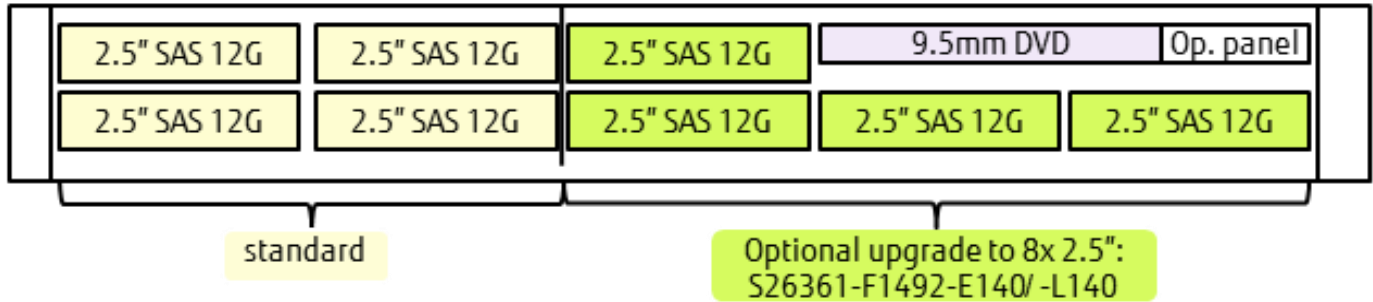 2.5" SAS 12G 2.5" SAS 12G 2.5" SAS 12G 9.5mm DVD Op. panel
2.5" SAS 12G 2.5" SAS 12G 2.5" SAS 12G 2.5" SAS 12G 2.5" SAS 12G
standard
Optional upgrade to 8x 2.5":
S26361-F1492-E140/ -L140